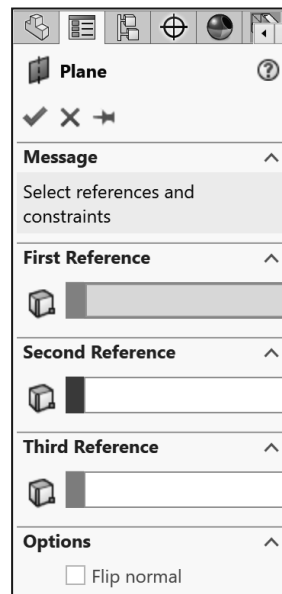 Plane
Message
Select references and
constraints
First Reference
Second Reference
Third Reference
Options
Flip normal